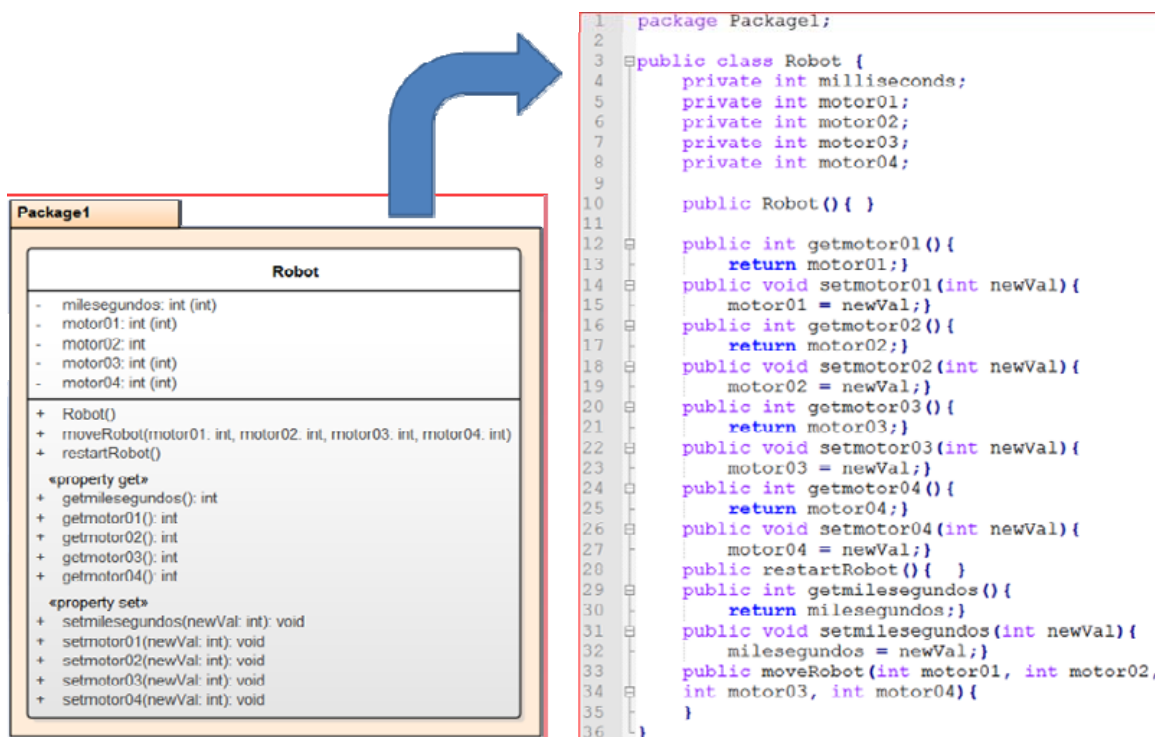 Package1
Robot
- milesegundos: int (int)
- motor01: int (int)
- motor02: int
- motor03: int (int)
- motor04: int (int)
+ Robot()
+ moveRobot(motor01: int, motor02: int, motor03: int, motor04: int)
+ restartRobot()
«property get»
+ getmilesegundos(): int
+ getmotor01(): int
+ getmotor02(): int
+ getmotor03(): int
+ getmotor04(): int
«property set»
+ setmilesegundos(newVal: int): void
+ setmotor01(newVal: int): void
+ setmotor02(newVal: int): void
+ setmotor03(newVal: int): void
+ setmotor04(newVal: int): void
1 package Package1;
2
3 public class Robot {
4 private int milliseconds;
5 private int motor01;
6 private int motor02;
7 private int motor03;
8 private int motor04;
9
10 public Robot(){ }
11
12 public int getmotor01(){
13 return motor01;}
14 public void setmotor01(int newVal){
15 motor01 = newVal;}
16 public int getmotor02(){
17 return motor02;}
18 public void setmotor02(int newVal){
19 motor02 = newVal;}
20 public int getmotor03(){
21 return motor03;}
22 public void setmotor03(int newVal){
23 motor03 = newVal;}
24 public int getmotor04(){
25 return motor04;}
26 public void setmotor04(int newVal){
27 motor04 = newVal;}
28 public restartRobot(){ }
29 public int getmilesegundos(){
30 return milesegundos;}
31 public void setmilesegundos(int newVal){
32 milesegundos = newVal;}
33 public moveRobot(int motor01, int motor02,
34 int motor03, int motor04){
35 }
36 }